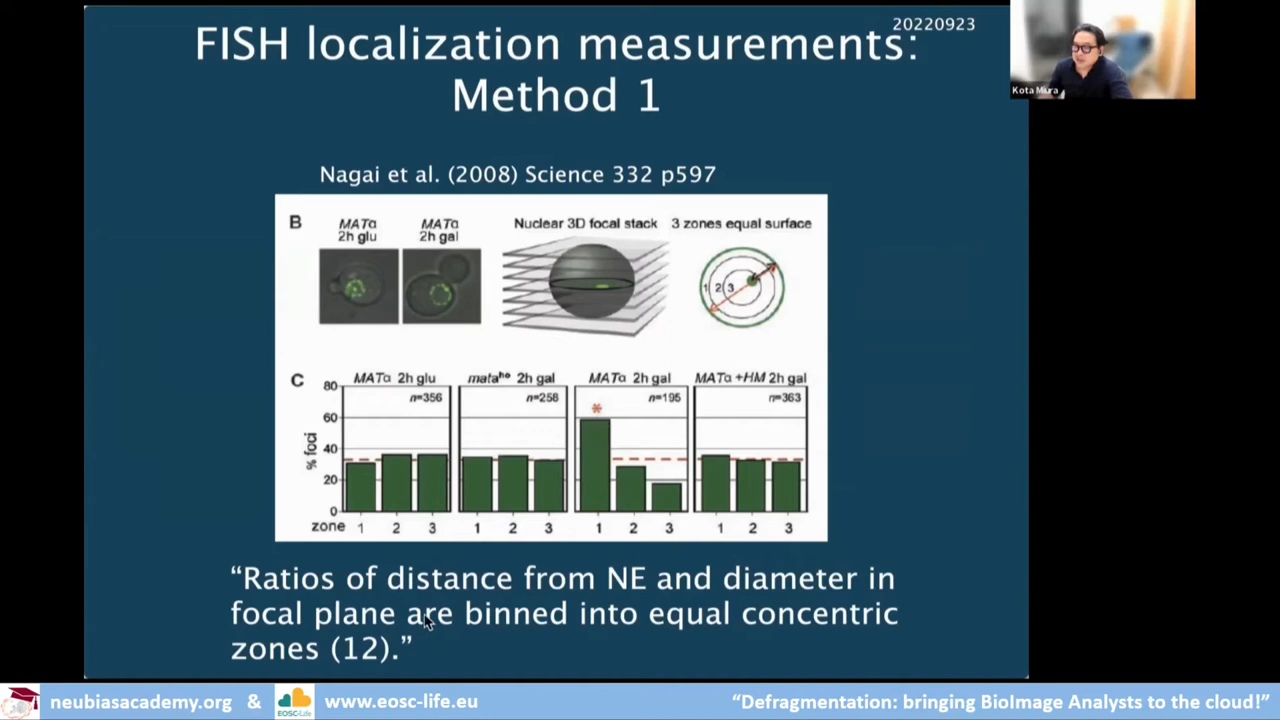 20220923
FISH localization measurements:
Method 1
Kota Miura
Nagai et al. (2008) Science 332 p597
B
MATα
2h glu
MATα
2h gal
Nuclear 3D focal stack
3 zones equal surface
1 2 3
C
MATα 2h glu
mataʰᵒ 2h gal
MATα 2h gal
MATα +HM 2h gal
n=356
n=258
n=195
n=363
80
60
40
20
0
% foci
*
zone 1 2 3 1 2 3 1 2 3 1 2 3
“Ratios of distance from NE and diameter in
focal plane are binned into equal concentric
zones (12).”
neubiasacademy.org & EOSC-Life www.eosc-life.eu “Defragmentation: bringing BioImage Analysts to the cloud!”